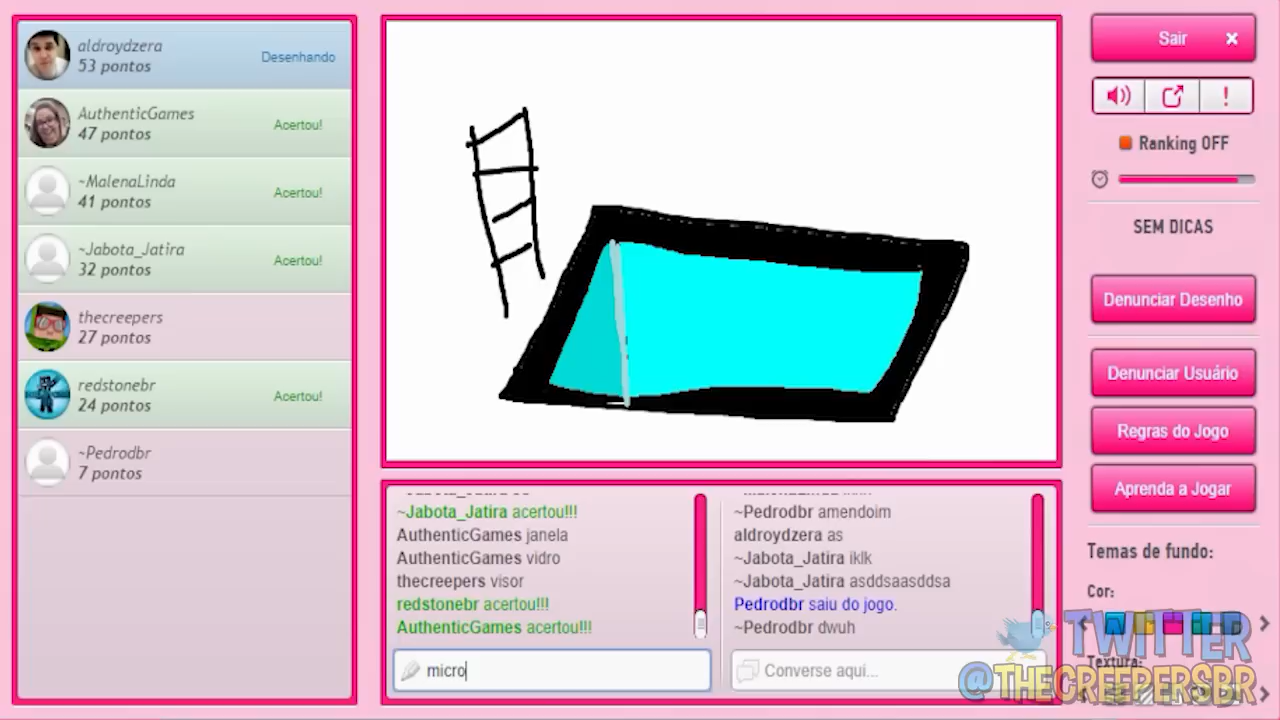 aldroydzera
53 pontos
Desenhando
AuthenticGames
47 pontos
Acertou!
~MalenaLinda
41 pontos
Acertou!
~Jabota_Jatira
32 pontos
Acertou!
thecreepers
27 pontos
redstonebr
24 pontos
Acertou!
~Pedrodbr
7 pontos
~Jabota_Jatira acertou!!!
AuthenticGames janela
AuthenticGames vidro
thecreepers visor
redstonebr acertou!!!
AuthenticGames acertou!!!
micro
~Pedrodbr amendoim
aldroydzera as
~Jabota_Jatira iklk
~Jabota_Jatira asddsaasddsa
Pedrodbr saiu do jogo.
~Pedrodbr dwuh
Converse aqui...
Sair
Ranking OFF
SEM DICAS
Denunciar Desenho
Denunciar Usuário
Regras do Jogo
Aprenda a Jogar
Temas de fundo:
Cor:
Textura:
TWITTER
@THECREEPERSBR